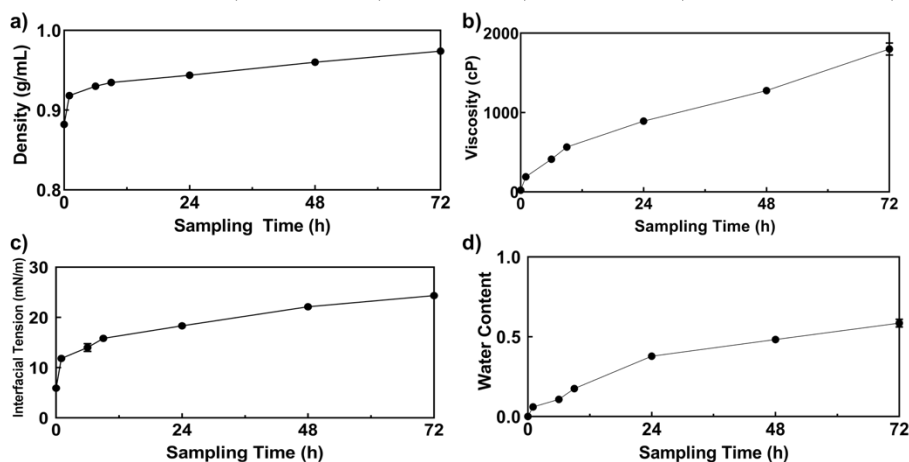 a)
Density (g/mL)
1.0
0.9
0.8
0
24
48
72
Sampling Time (h)
b)
Viscosity (cP)
2000
1000
0
0
24
48
72
Sampling Time (h)
c)
Interfacial Tension (mN/m)
30
20
10
0
0
24
48
72
Sampling Time (h)
d)
Water Content
1.0
0.5
0.0
0
24
48
72
Sampling Time (h)